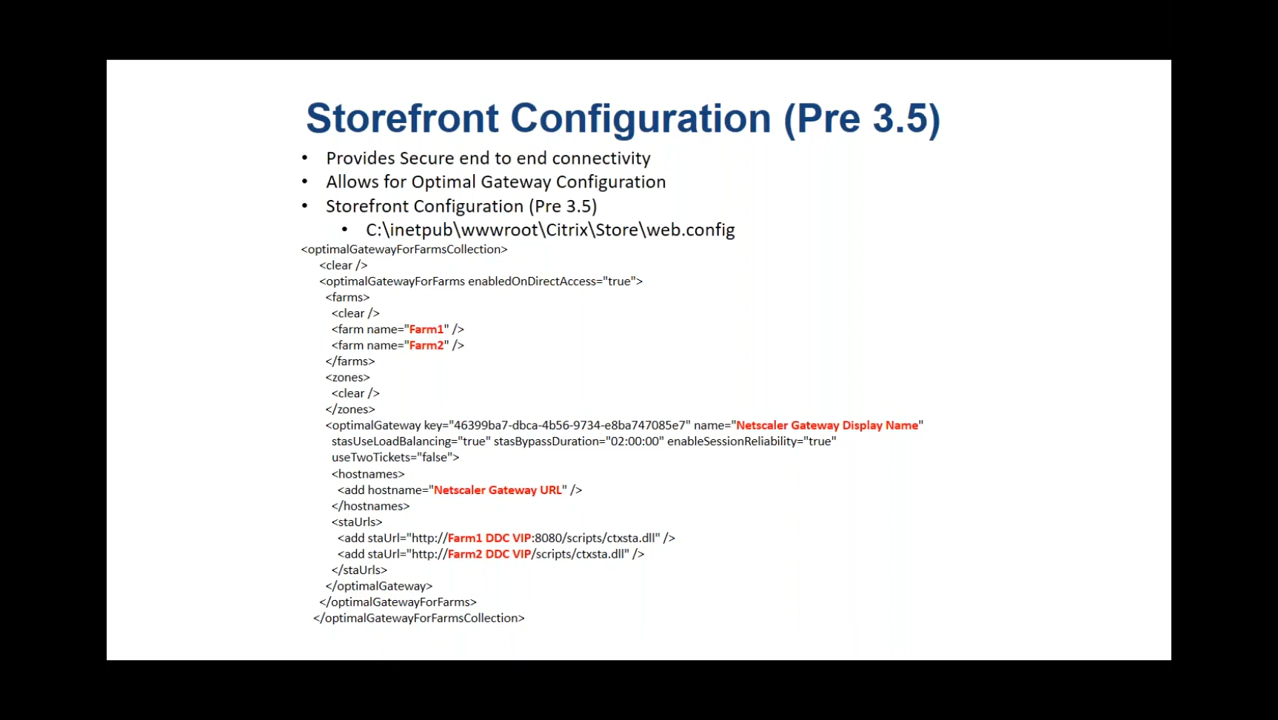 Storefront Configuration (Pre 3.5)
• Provides Secure end to end connectivity
• Allows for Optimal Gateway Configuration
• Storefront Configuration (Pre 3.5)
• C:\inetpub\wwwroot\Citrix\Store\web.config
<optimalGatewayForFarmsCollection>
<clear />
<optimalGatewayForFarms enabledOnDirectAccess="true">
<farms>
<clear />
<farm name="Farm1" />
<farm name="Farm2" />
</farms>
<zones>
<clear />
</zones>
<optimalGateway key="46399ba7-dbca-4b56-9734-e8ba747085e7" name="Netscaler Gateway Display Name"
stasUseLoadBalancing="true" stasBypassDuration="02:00:00" enableSessionReliability="true"
useTwoTickets="false">
<hostnames>
<add hostname="Netscaler Gateway URL" />
</hostnames>
<staUrls>
<add staUrl="http://Farm1 DDC VIP:8080/scripts/ctxsta.dll" />
<add staUrl="http://Farm2 DDC VIP/scripts/ctxsta.dll" />
</staUrls>
</optimalGateway>
</optimalGatewayForFarms>
</optimalGatewayForFarmsCollection>